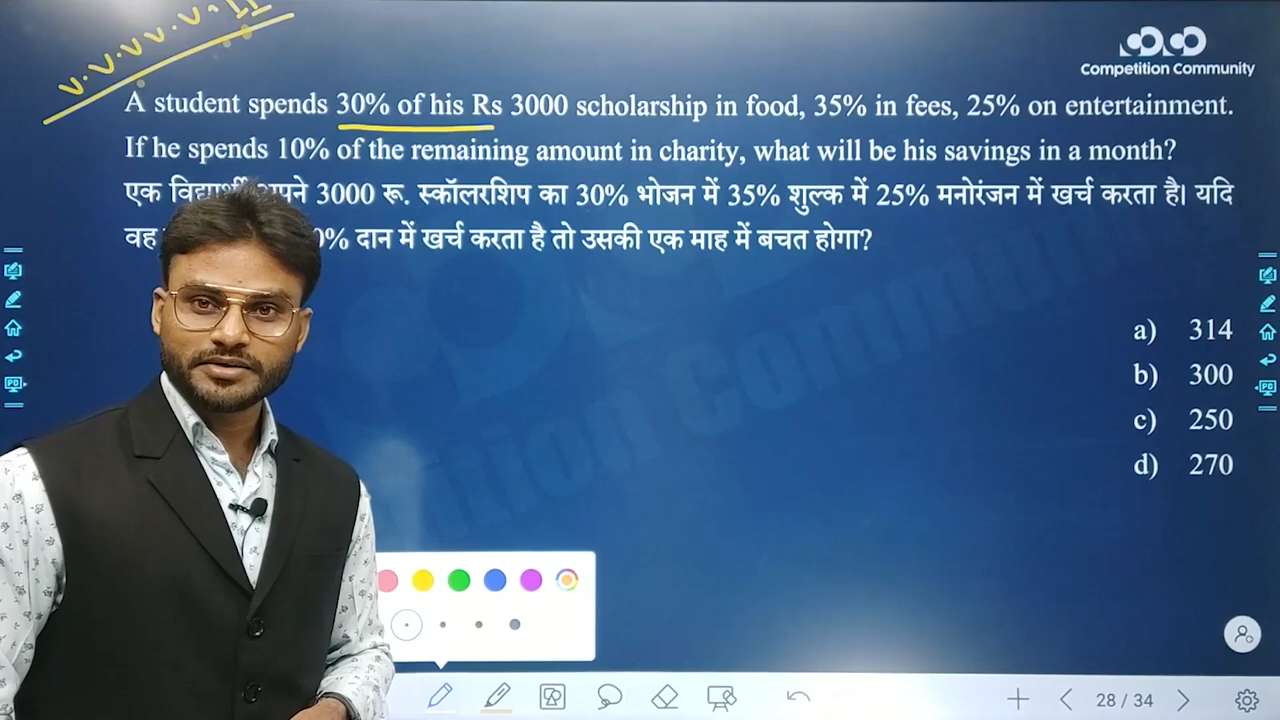 V.V.V.V.V.II
Competition Community
A student spends 30% of his Rs 3000 scholarship in food, 35% in fees, 25% on entertainment.
If he spends 10% of the remaining amount in charity, what will be his savings in a month?
एक विद्यार्थी अपने 3000 रू. स्कॉलरशिप का 30% भोजन में 35% शुल्क में 25% मनोरंजन में खर्च करता है। यदि
वह 0% दान में खर्च करता है तो उसकी एक माह में बचत होगा?
a) 314
b) 300
c) 250
d) 270
28 / 34